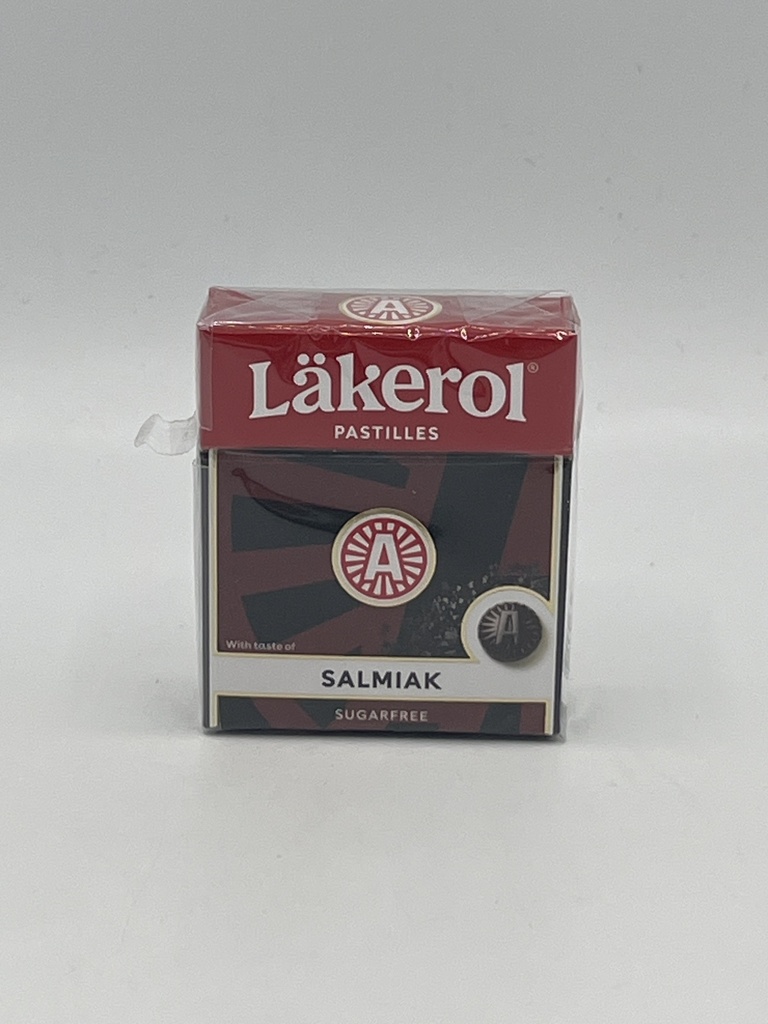 A
Läkerol®
PASTILLES
Ä
A
With taste of
SALMIAK
SUGARFREE